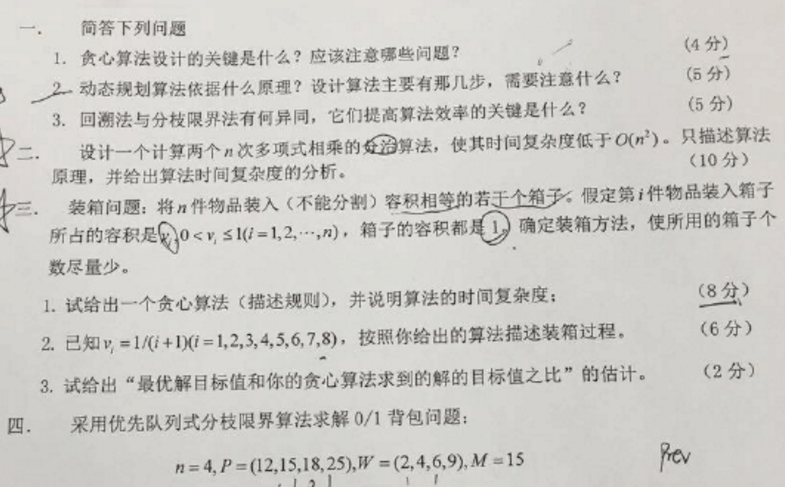 一.　简答下列问题
1. 贪心算法设计的关键是什么？应该注意哪些问题？　(4 分)
2. 动态规划算法依据什么原理？设计算法主要有那几步，需要注意什么？　(5 分)
3. 回溯法与分枝限界法有何异同，它们提高算法效率的关键是什么？　(5 分)
二.　设计一个计算两个 n 次多项式相乘的分治算法，使其时间复杂度低于 O(n²)。只描述算法
原理，并给出算法时间复杂度的分析。　(10 分)
三.　装箱问题：将 n 件物品装入（不能分割）容积相等的若干个箱子。假定第 i 件物品装入箱子
所占的容积是 vᵢ, 0 < vᵢ ≤ 1(i = 1,2,⋯,n)，箱子的容积都是 1。确定装箱方法，使所用的箱子个
数尽量少。
1. 试给出一个贪心算法（描述规则），并说明算法的时间复杂度；　(8 分)
2. 已知 vᵢ = 1/(i+1)(i = 1,2,3,4,5,6,7,8)，按照你给出的算法描述装箱过程。　(6 分)
3. 试给出“最优解目标值和你的贪心算法求到的解的目标值之比”的估计。　(2 分)
四.　采用优先队列式分枝限界算法求解 0/1 背包问题：
n = 4, P = (12,15,18,25), W = (2,4,6,9), M = 15